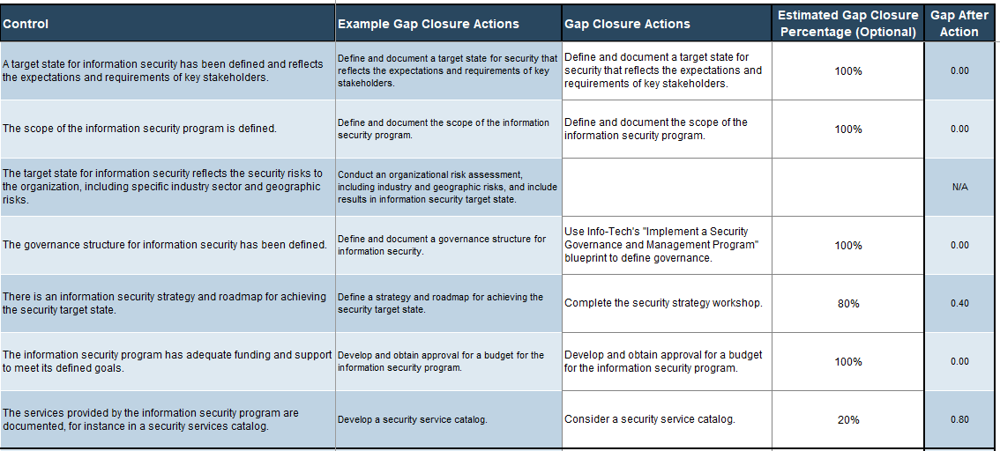 Control
Example Gap Closure Actions
Gap Closure Actions
Estimated Gap Closure
Percentage (Optional)
Gap After
Action
A target state for information security has been defined and reflects
the expectations and requirements of key stakeholders.
Define and document a target state for security that
reflects the expectations and requirements of key
stakeholders.
Define and document a target state for
security that reflects the expectations and
requirements of key stakeholders.
100%
0.00
The scope of the information security program is defined.
Define and document the scope of the information
security program.
Define and document the scope of the
information security program.
100%
0.00
The target state for information security reflects the security risks to
the organization, including specific industry sector and geographic
risks.
Conduct an organizational risk assessment,
including industry and geographic risks, and include
results in information security target state.
N/A
The governance structure for information security has been defined.
Define and document a governance structure for
information security.
Use Info-Tech's "Implement a Security
Governance and Management Program"
blueprint to define governance.
100%
0.00
There is an information security strategy and roadmap for achieving
the security target state.
Define a strategy and roadmap for achieving the
security target state.
Complete the security strategy workshop.
80%
0.40
The information security program has adequate funding and support
to meet its defined goals.
Develop and obtain approval for a budget for the
information security program.
Develop and obtain approval for a budget
for the information security program.
100%
0.00
The services provided by the information security program are
documented, for instance in a security services catalog.
Develop a security service catalog.
Consider a security service catalog.
20%
0.80